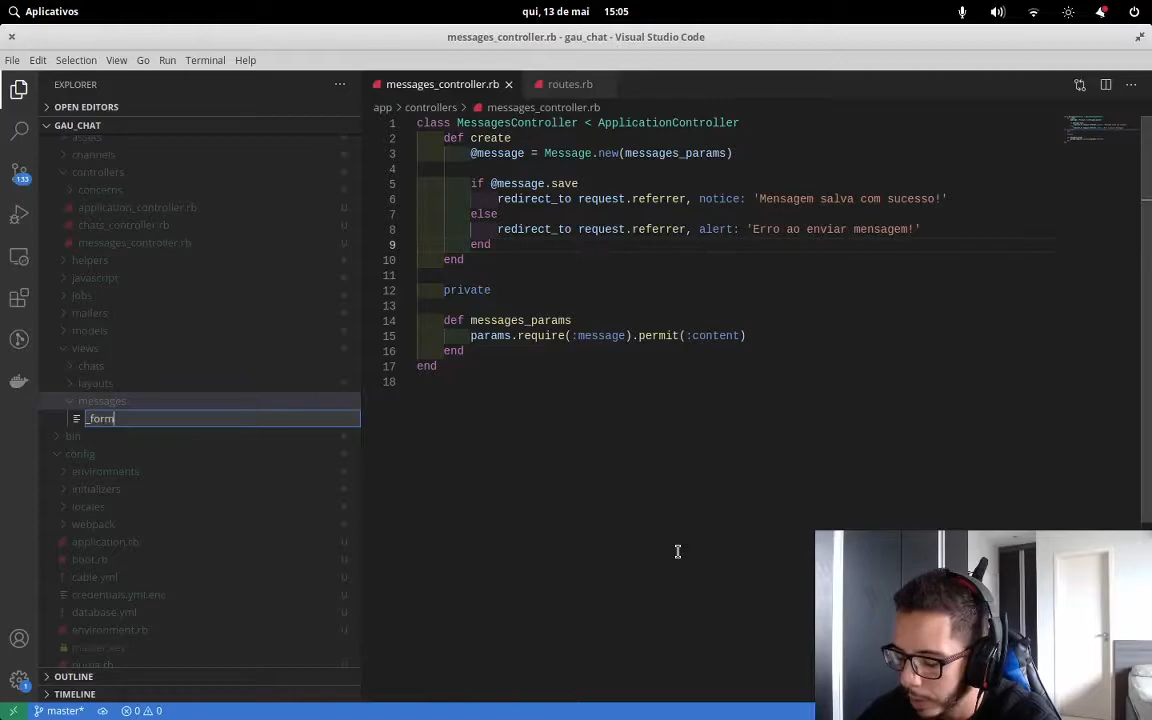 Aplicativos
qui, 13 de mai 15:05
messages_controller.rb - gau_chat - Visual Studio Code
File Edit Selection View Go Run Terminal Help
EXPLORER
OPEN EDITORS
GAU_CHAT
assets
channels
controllers
concerns
application_controller.rb U
chats_controller.rb U
133
messages_controller.rb U
helpers
javascript
jobs
mailers
models
views
chats
layouts
messages
_form
bin
config
environments
initializers
locales
webpack
application.rb U
boot.rb U
cable.yml U
credentials.yml.enc U
database.yml U
environment.rb U
master.key
puma.rb U
OUTLINE
TIMELINE
1
master* 0 0
messages_controller.rb routes.rb
app controllers messages_controller.rb
1 class MessagesController < ApplicationController
2 def create
3 @message = Message.new(messages_params)
4
5 if @message.save
6 redirect_to request.referrer, notice: 'Mensagem salva com sucesso!'
7 else
8 redirect_to request.referrer, alert: 'Erro ao enviar mensagem!'
9 end
10 end
11
12 private
13
14 def messages_params
15 params.require(:message).permit(:content)
16 end
17 end
18